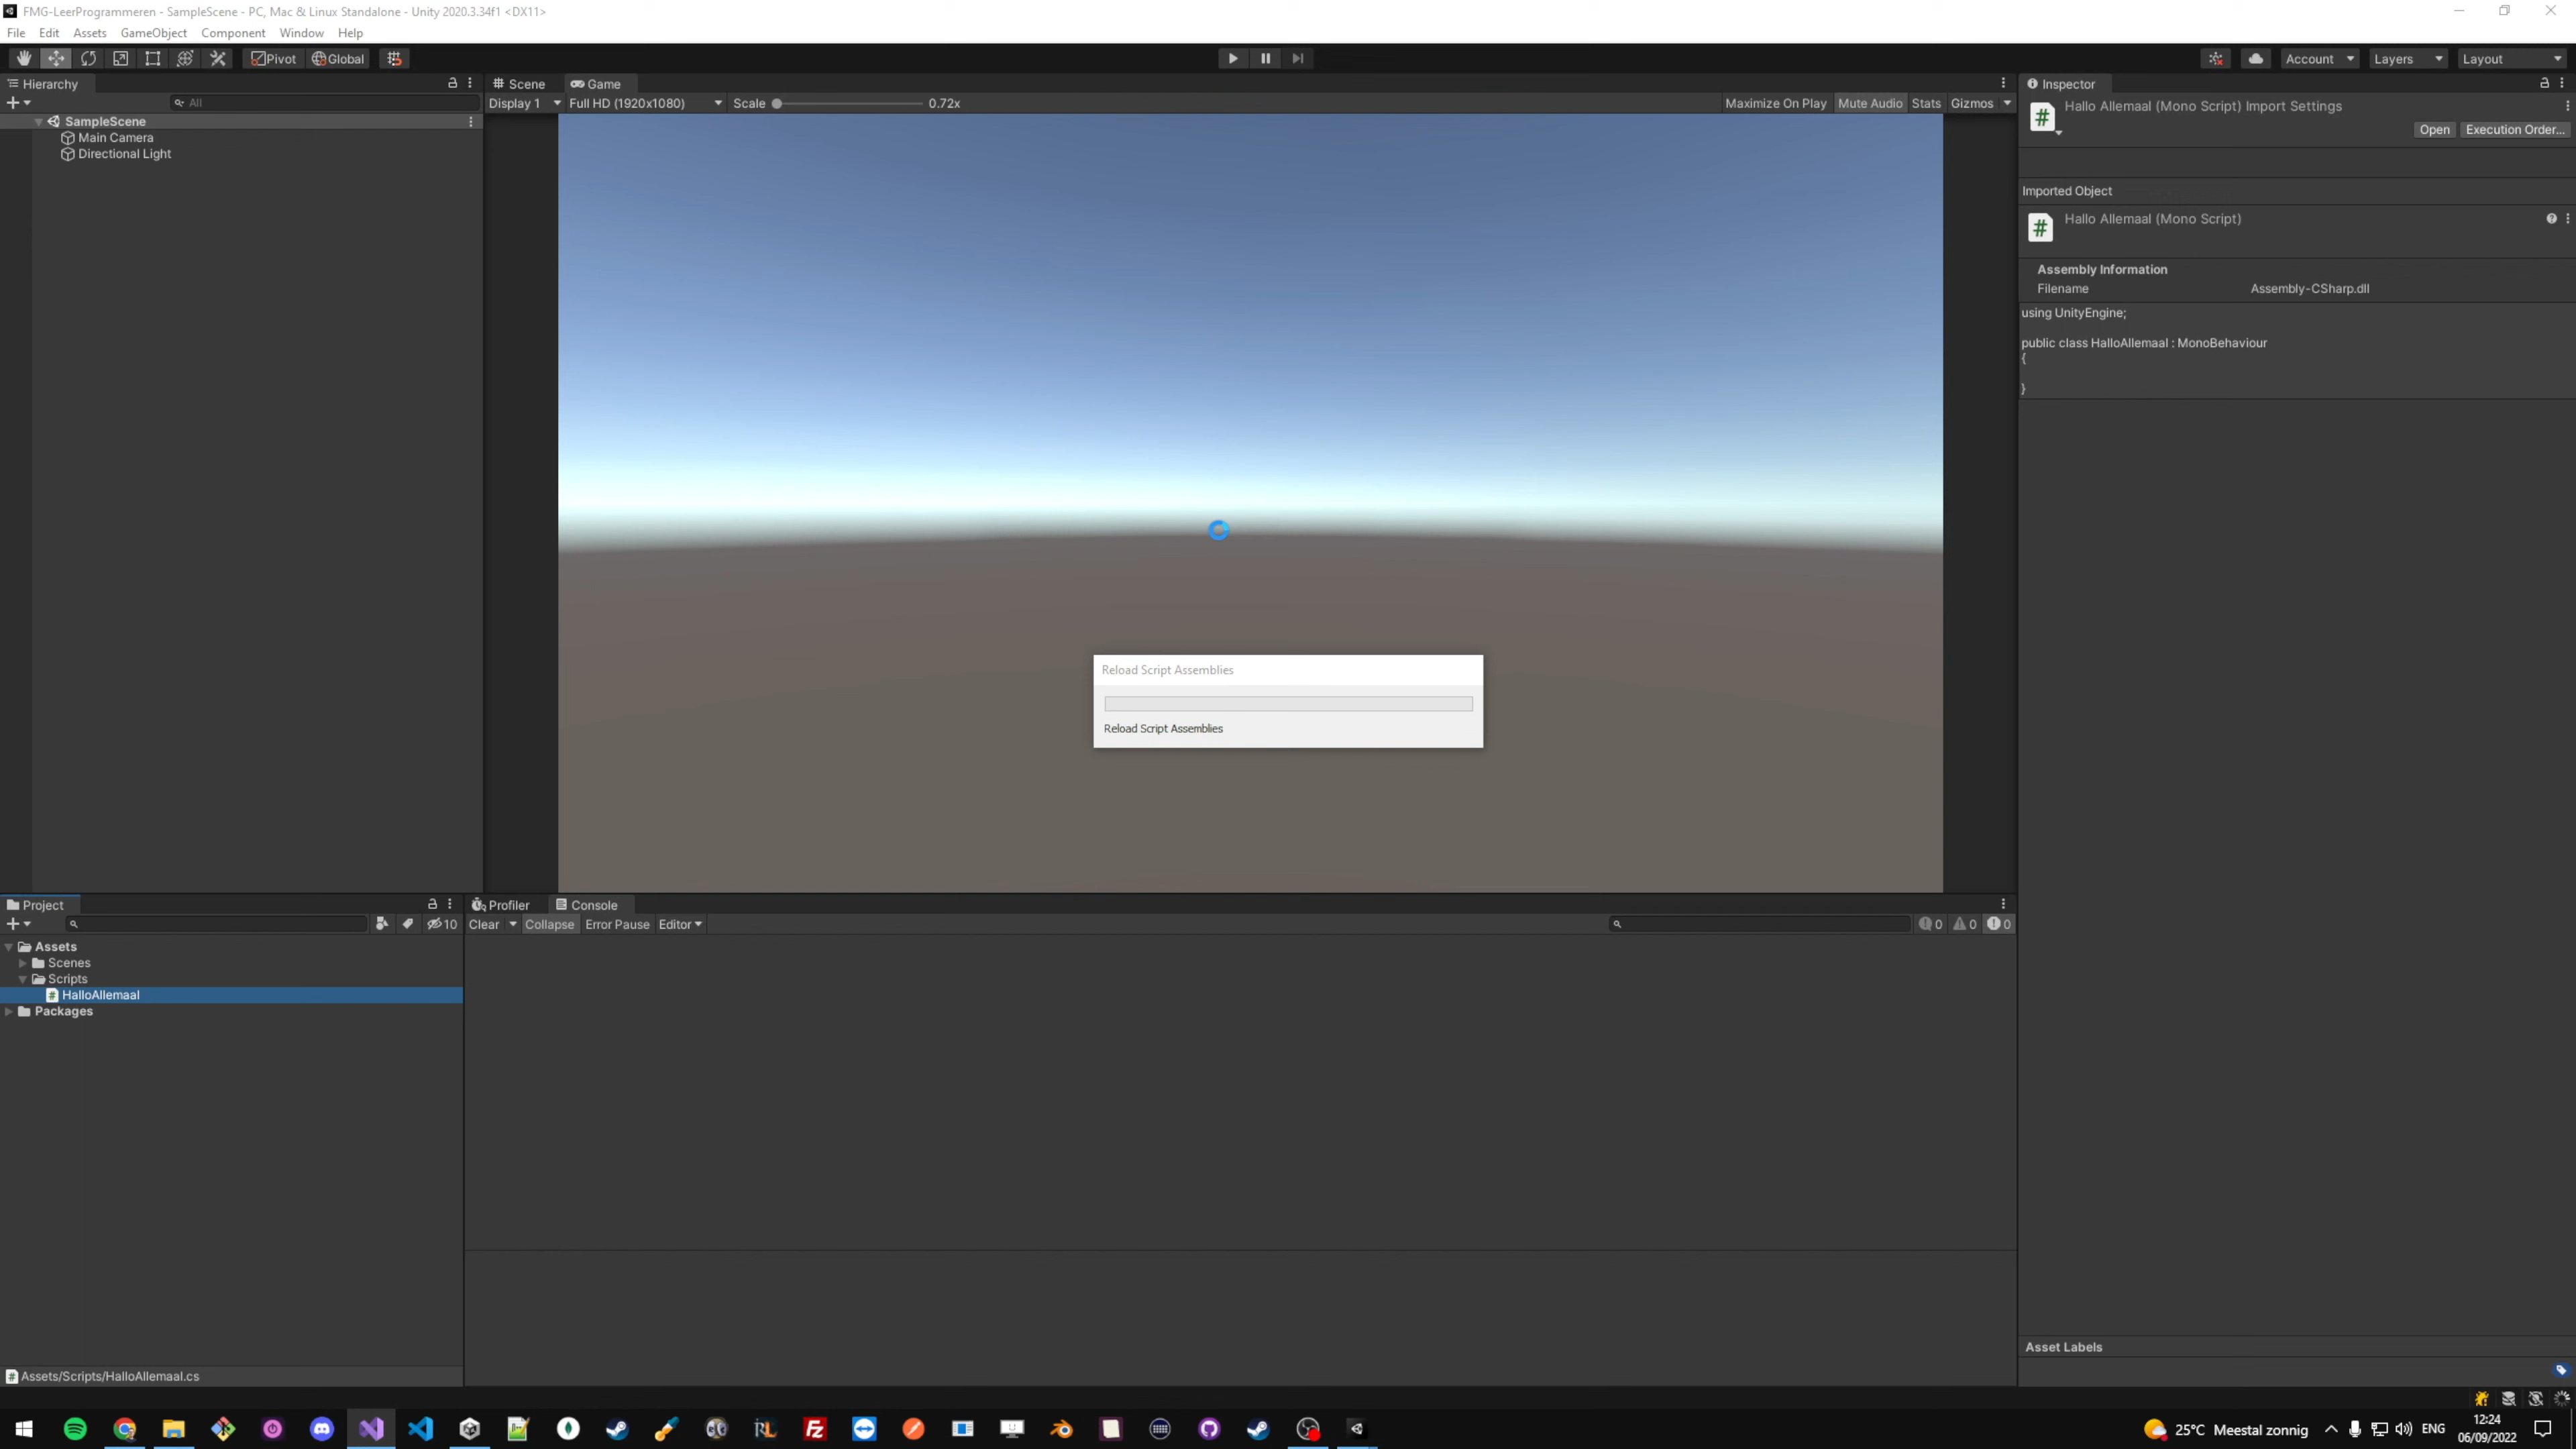 FMG-LeerProgrammeren - SampleScene - PC, Mac & Linux Standalone - Unity 2020.3.34f1 <DX11>
File Edit Assets GameObject Component Window Help
Pivot Global Account Layers Layout
Hierarchy
All
SampleScene
Main Camera
Directional Light
Scene Game
Display 1 Full HD (1920x1080) Scale 0.72x Maximize On Play Mute Audio Stats Gizmos
Reload Script Assemblies
Reload Script Assemblies
Inspector
Hallo Allemaal (Mono Script) Import Settings
Open Execution Order...
Imported Object
Hallo Allemaal (Mono Script)
Assembly Information
Filename Assembly-CSharp.dll
using UnityEngine;
public class HalloAllemaal : MonoBehaviour
{
}
Project
10
Assets
Scenes
Scripts
HalloAllemaal
Packages
Assets/Scripts/HalloAllemaal.cs
Profiler Console
Clear Collapse Error Pause Editor 0 0 0
Asset Labels
25°C Meestal zonnig ENG
12:24
06/09/2022